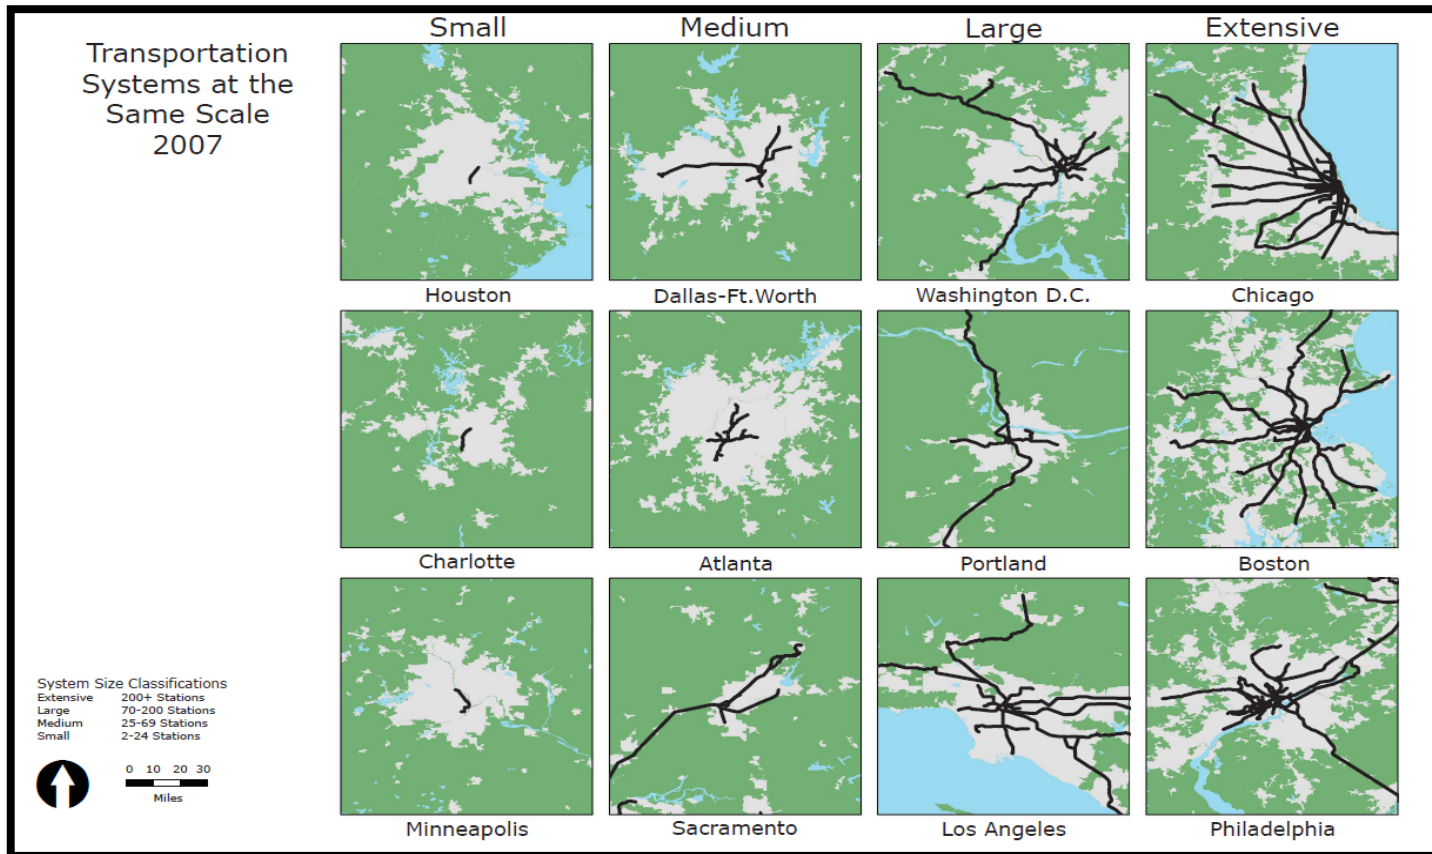 Transportation
Systems at the
Same Scale
2007
Small
Medium
Large
Extensive
Houston
Dallas-Ft.Worth
Washington D.C.
Chicago
Charlotte
Atlanta
Portland
Boston
Minneapolis
Sacramento
Los Angeles
Philadelphia
System Size Classifications
Extensive 200+ Stations
Large 70-200 Stations
Medium 25-69 Stations
Small 2-24 Stations
0 10 20 30
Miles